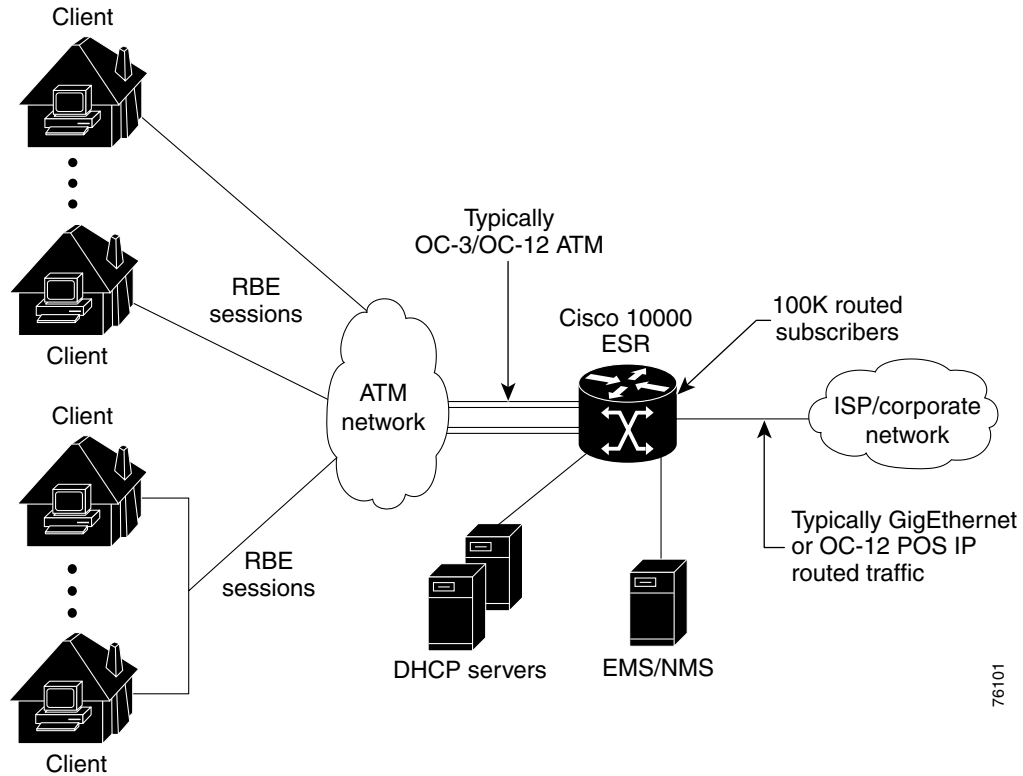 Client
Client
RBE
sessions
Typically
OC-3/OC-12 ATM
Cisco 10000
ESR
100K routed
subscribers
ATM
network
ISP/corporate
network
Client
RBE
sessions
Typically GigEthernet
or OC-12 POS IP
routed traffic
DHCP servers
EMS/NMS
Client
76101